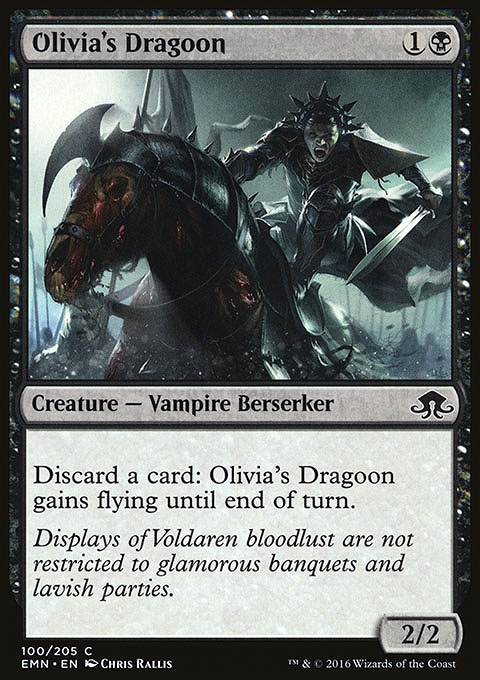 Olivia's Dragoon 1
Creature — Vampire Berserker
Discard a card: Olivia's Dragoon
gains flying until end of turn.
Displays of Voldaren bloodlust are not
restricted to glamorous banquets and
lavish parties.
2/2
100/205 C
EMN • EN Chris Rallis
™ & © 2016 Wizards of the Coast